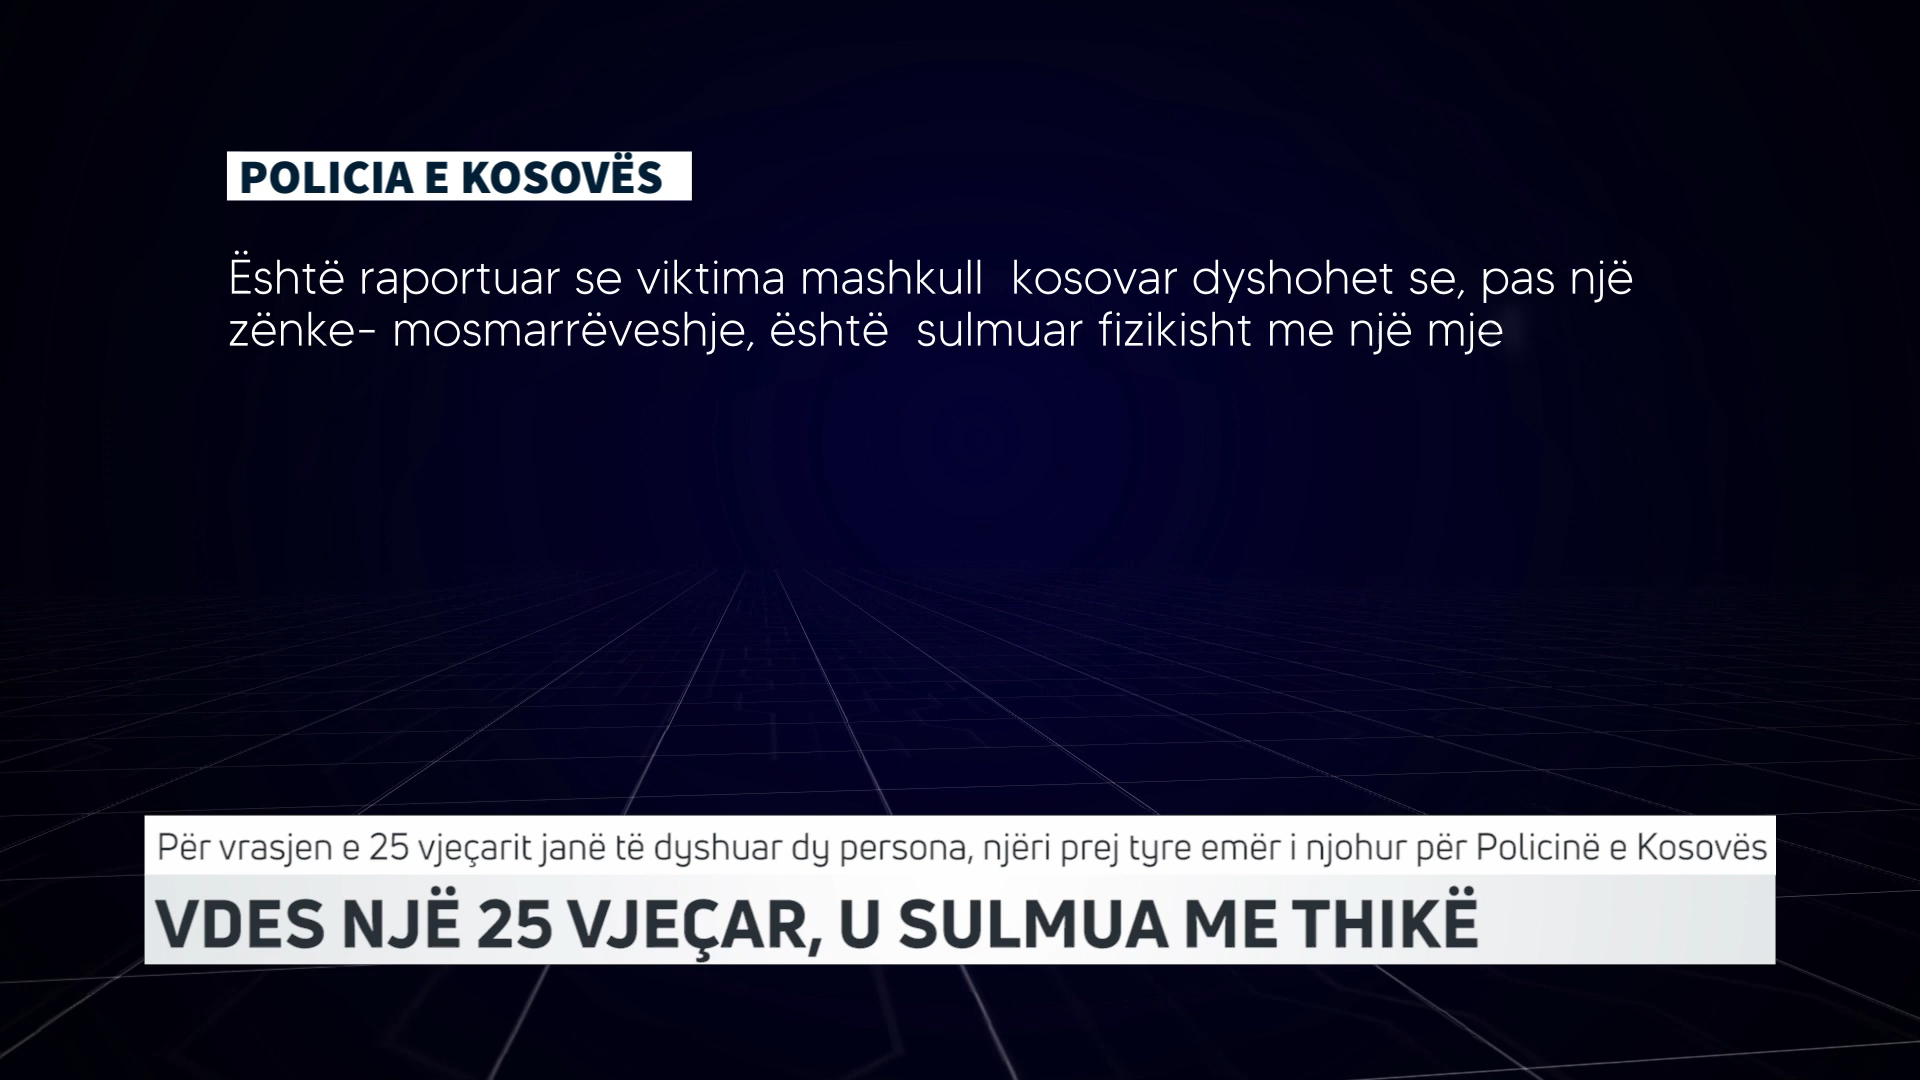 POLICIA E KOSOVËS
Është raportuar se viktima mashkull  kosovar dyshohet se, pas një
zënke- mosmarrëveshje, është  sulmuar fizikisht me një mje
Për vrasjen e 25 vjeçarit janë të dyshuar dy persona, njëri prej tyre emër i njohur për Policinë e Kosovës
VDES NJË 25 VJEÇAR, U SULMUA ME THIKË